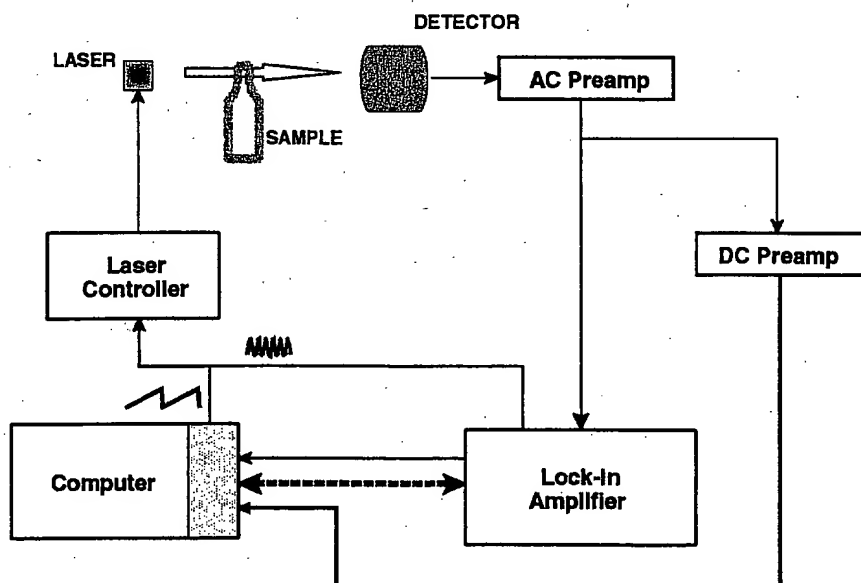 DETECTOR
LASER
AC Preamp
SAMPLE
DC Preamp
Laser
Controller
Computer
Lock-In
Amplifier